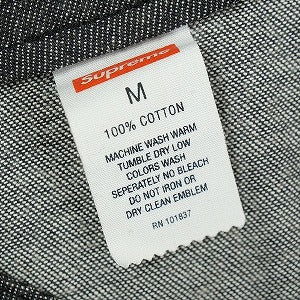 Supreme
M
100% COTTON
MACHINE WASH WARM
TUMBLE DRY LOW
COLORS WASH
SEPERATELY NO BLEACH
DO NOT IRON OR
DRY CLEAN EMBLEM
RN 101837